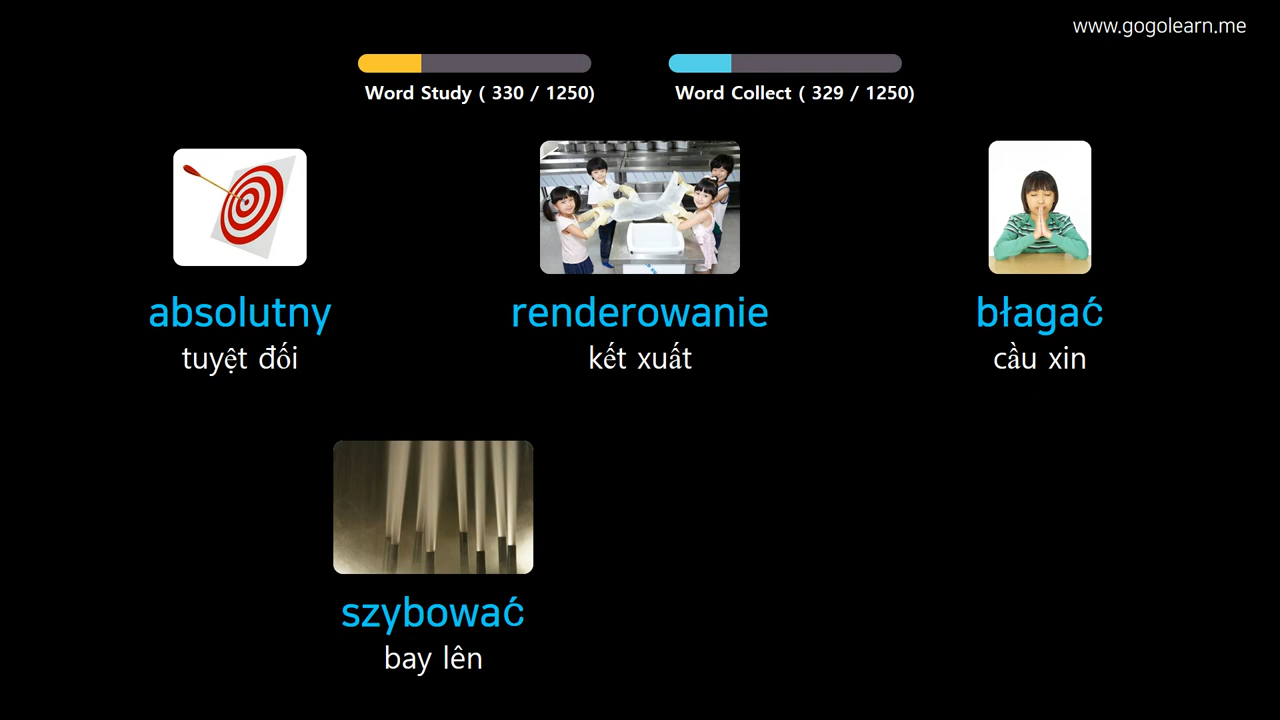 www.gogolearn.me
Word Study ( 330 / 1250)
Word Collect ( 329 / 1250)
absolutny
tuyệt đối
renderowanie
kết xuất
błagać
cầu xin
szybować
bay lên